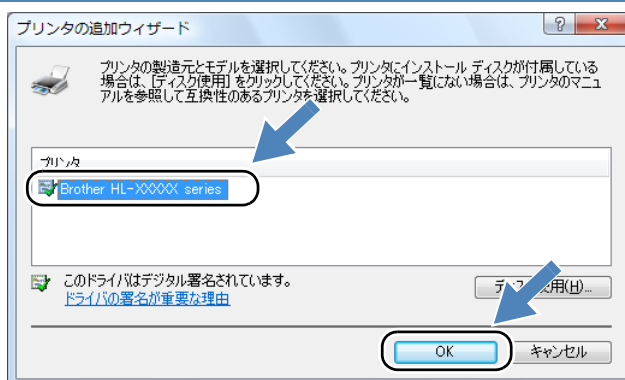 プリンタの追加ウィザード
プリンタの製造元とモデルを選択してください。プリンタにインストール ディスクが付属している
場合は、[ディスク使用] をクリックしてください。プリンタが一覧にない場合は、プリンタのマニュ
アルを参照して互換性のあるプリンタを選択してください。
プリンタ
Brother HL-XXXXX series
このドライバはデジタル署名されています。
ドライバの署名が重要な理由
使用(H)...
OK
キャンセル